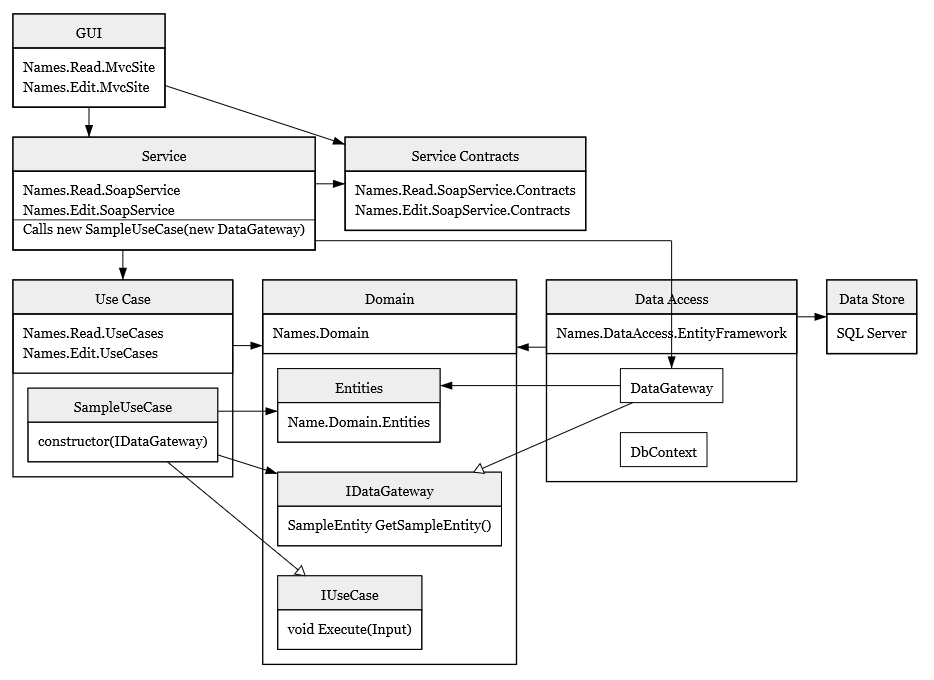 GUI
Names.Read.MvcSite
Names.Edit.MvcSite
Service
Names.Read.SoapService
Names.Edit.SoapService
Calls new SampleUseCase(new DataGateway)
Service Contracts
Names.Read.SoapService.Contracts
Names.Edit.SoapService.Contracts
Use Case
Names.Read.UseCases
Names.Edit.UseCases
SampleUseCase
constructor(IDataGateway)
Domain
Names.Domain
Entities
Name.Domain.Entities
IDataGateway
SampleEntity GetSampleEntity()
IUseCase
void Execute(Input)
Data Access
Names.DataAccess.EntityFramework
DataGateway
DbContext
Data Store
SQL Server